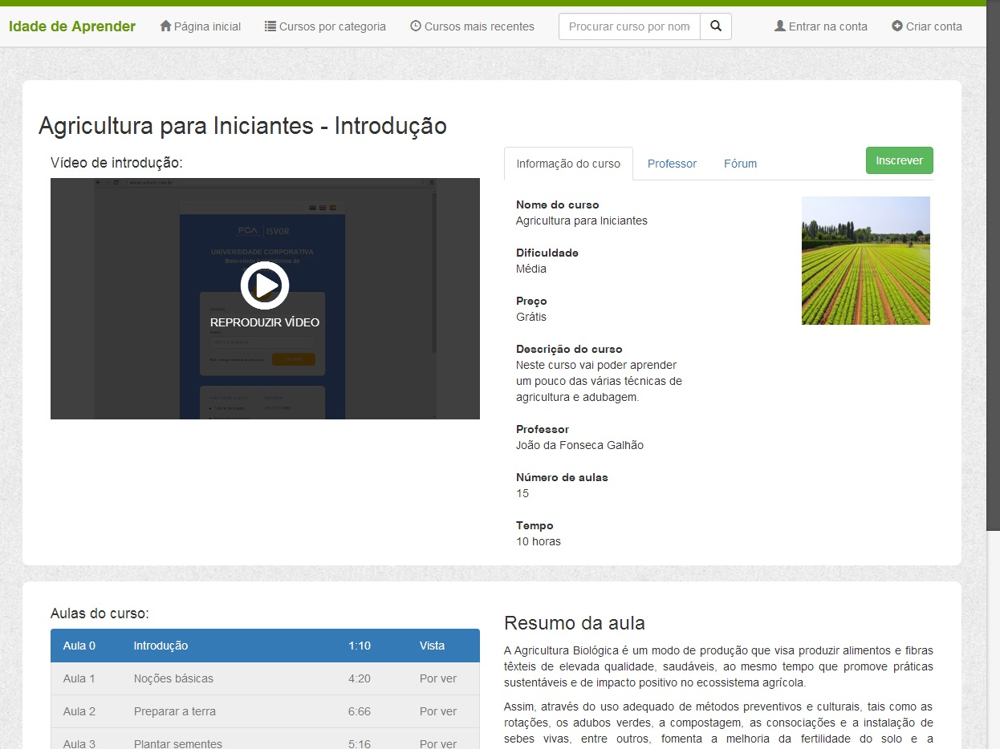 Idade de Aprender
Página inicial
Cursos por categoria
Cursos mais recentes
Procurar curso por nom
Entrar na conta
Criar conta
Agricultura para Iniciantes - Introdução
Vídeo de introdução:
FCA ISVOR
UNIVERSIDADE CORPORATIVA
REPRODUZIR VÍDEO
Informação do curso
Professor
Fórum
Inscrever
Nome do curso
Agricultura para Iniciantes
Dificuldade
Média
Preço
Grátis
Descrição do curso
Neste curso vai poder aprender
um pouco das várias técnicas de
agricultura e adubagem.
Professor
João da Fonseca Galhão
Número de aulas
15
Tempo
10 horas
Aulas do curso:
Aula 0 Introdução 1:10 Vista
Aula 1 Noções básicas 4:20 Por ver
Aula 2 Preparar a terra 6:66 Por ver
Aula 3 Plantar sementes 5:16 Por ver
Resumo da aula
A Agricultura Biológica é um modo de produção que visa produzir alimentos e fibras
têxteis de elevada qualidade, saudáveis, ao mesmo tempo que promove práticas
sustentáveis e de impacto positivo no ecossistema agrícola.
Assim, através do uso adequado de métodos preventivos e culturais, tais como as
rotações, os adubos verdes, a compostagem, as consociações e a instalação de
sebes vivas, entre outros, fomenta a melhoria da fertilidade do solo e a